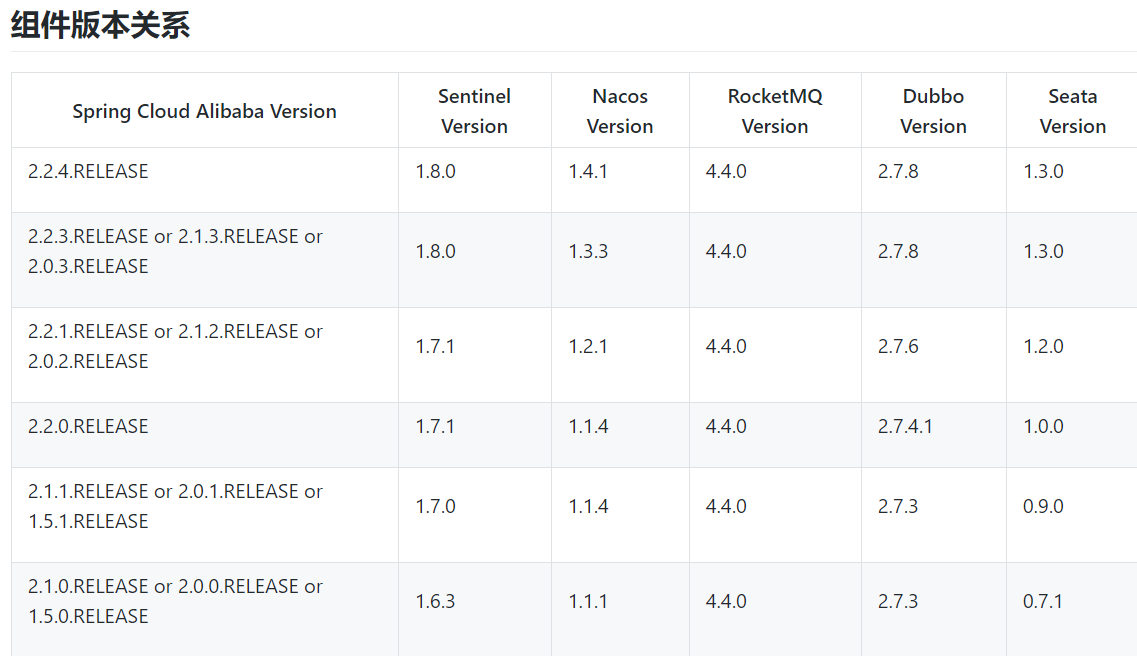 组件版本关系
Spring Cloud Alibaba Version
Sentinel Version
Nacos Version
RocketMQ Version
Dubbo Version
Seata Version
2.2.4.RELEASE
1.8.0
1.4.1
4.4.0
2.7.8
1.3.0
2.2.3.RELEASE or 2.1.3.RELEASE or
2.0.3.RELEASE
1.8.0
1.3.3
4.4.0
2.7.8
1.3.0
2.2.1.RELEASE or 2.1.2.RELEASE or
2.0.2.RELEASE
1.7.1
1.2.1
4.4.0
2.7.6
1.2.0
2.2.0.RELEASE
1.7.1
1.1.4
4.4.0
2.7.4.1
1.0.0
2.1.1.RELEASE or 2.0.1.RELEASE or
1.5.1.RELEASE
1.7.0
1.1.4
4.4.0
2.7.3
0.9.0
2.1.0.RELEASE or 2.0.0.RELEASE or
1.5.0.RELEASE
1.6.3
1.1.1
4.4.0
2.7.3
0.7.1